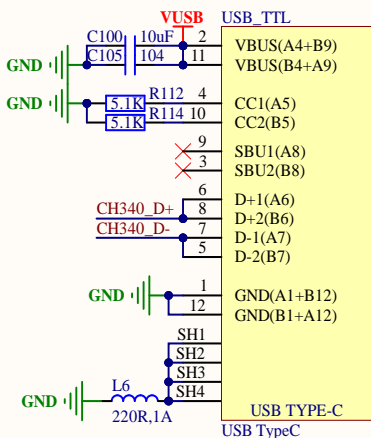 VUSB USB_TTL
C100 10uF 2 VBUS(A4+B9)
GND C105 104 11 VBUS(B4+A9)
R112 4 CC1(A5)
GND 5.1K
5.1K R114 10 CC2(B5)
9 SBU1(A8)
3 SBU2(B8)
6 D+1(A6)
CH340_D+ 8 D+2(B6)
CH340_D- 7 D-1(A7)
5 D-2(B7)
GND 1 GND(A1+B12)
12 GND(B1+A12)
SH1
SH2
L6 SH3
GND SH4
220R,1A USB TYPE-C
USB TypeC